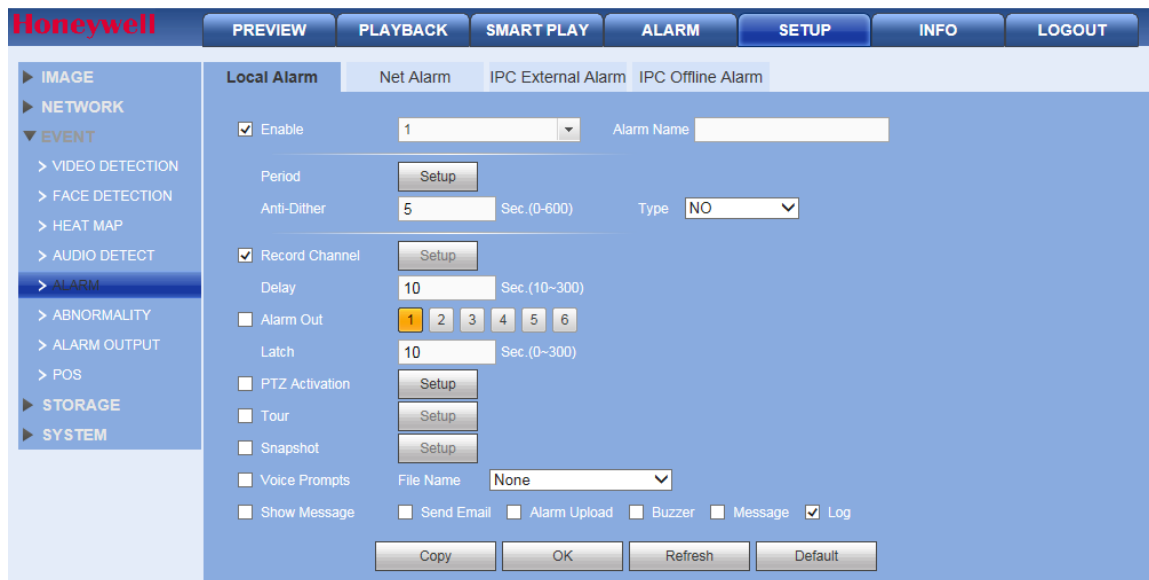 Honeywell
PREVIEW PLAYBACK SMART PLAY ALARM SETUP INFO LOGOUT
IMAGE
NETWORK
EVENT
> VIDEO DETECTION
> FACE DETECTION
> HEAT MAP
> AUDIO DETECT
> ALARM
> ABNORMALITY
> ALARM OUTPUT
> POS
STORAGE
SYSTEM
Local Alarm Net Alarm IPC External Alarm IPC Offline Alarm
Enable 1 Alarm Name
Period Setup
Anti-Dither 5 Sec.(0-600) Type NO
Record Channel Setup
Delay 10 Sec.(10~300)
Alarm Out 1 2 3 4 5 6
Latch 10 Sec.(0~300)
PTZ Activation Setup
Tour Setup
Snapshot Setup
Voice Prompts File Name None
Show Message Send Email Alarm Upload Buzzer Message Log
Copy OK Refresh Default